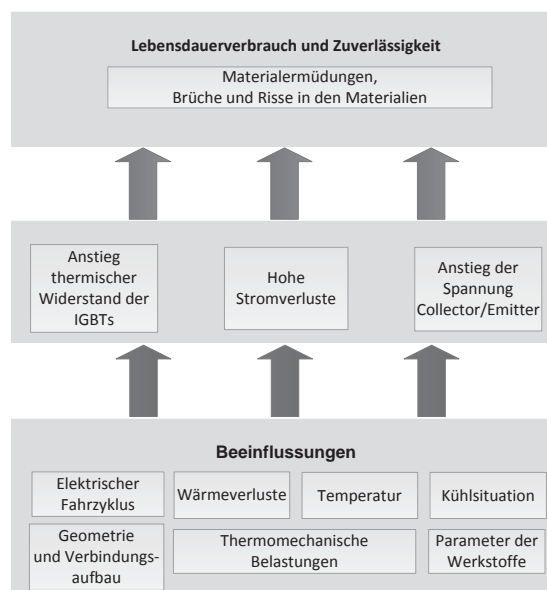 Lebensdauerverbrauch und Zuverlässigkeit
Materialermüdungen,
Brüche und Risse in den Materialien
Anstieg
thermischer
Widerstand der
IGBTs
Hohe
Stromverluste
Anstieg der
Spannung
Collector/Emitter
Beeinflussungen
Elektrischer
Fahrzyklus
Wärmeverluste
Temperatur
Kühlsituation
Geometrie
und Verbindungs-
aufbau
Thermomechanische
Belastungen
Parameter der
Werkstoffe